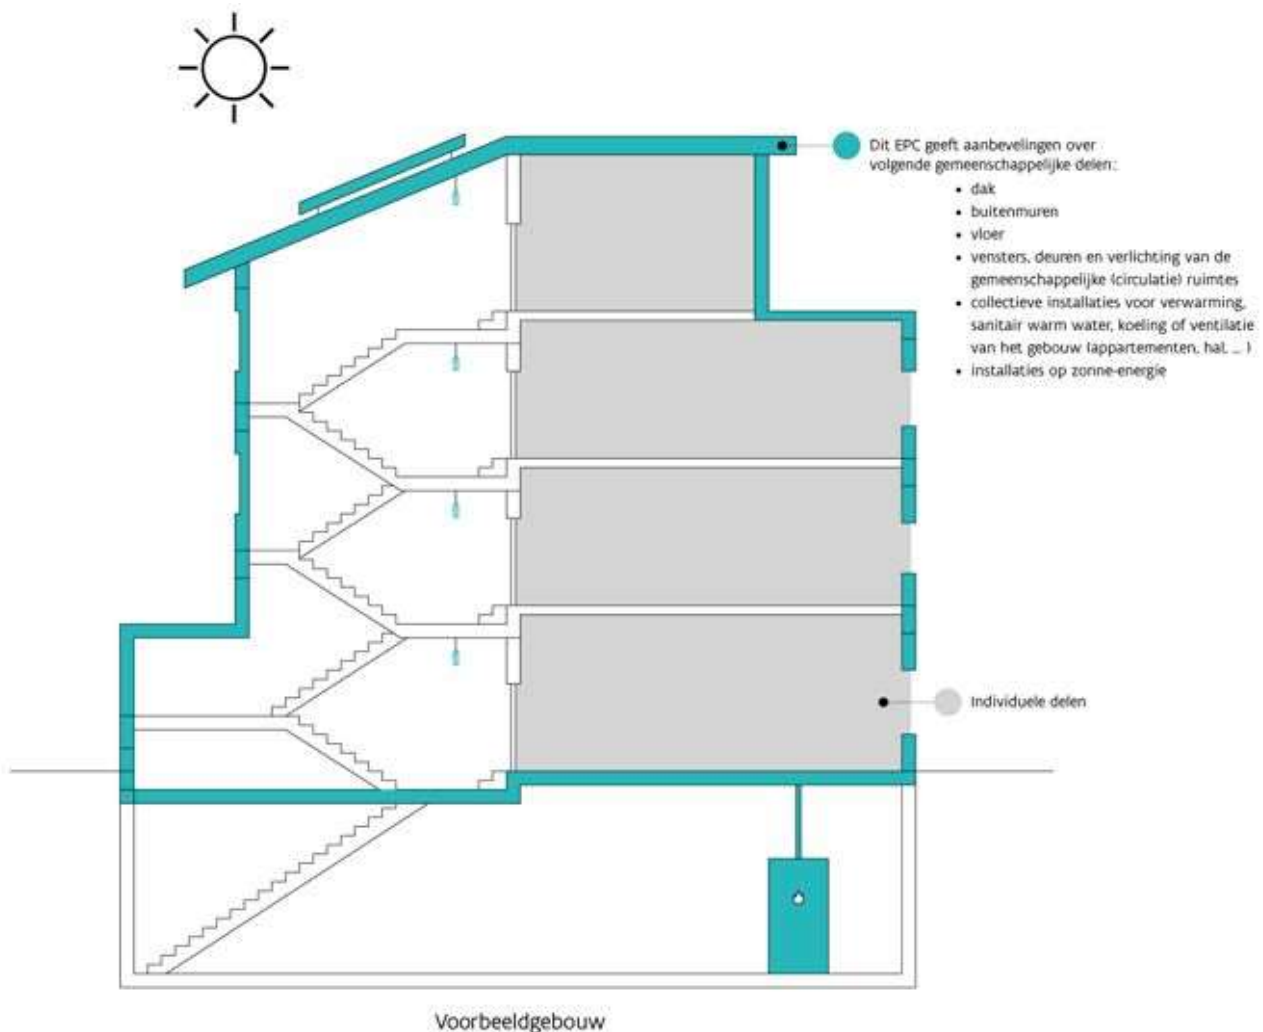 Dit EPC geeft aanbevelingen over
volgende gemeenschappelijke delen:
• dak
• buitenmuren
• vloer
• vensters, deuren en verlichting van de
gemeenschappelijke (circulatie) ruimtes
• collectieve installaties voor verwarming,
sanitair warm water, koeling of ventilatie
van het gebouw (appartementen, hal, ... )
• installaties op zonne-energie
Individuele delen
Voorbeeldgebouw